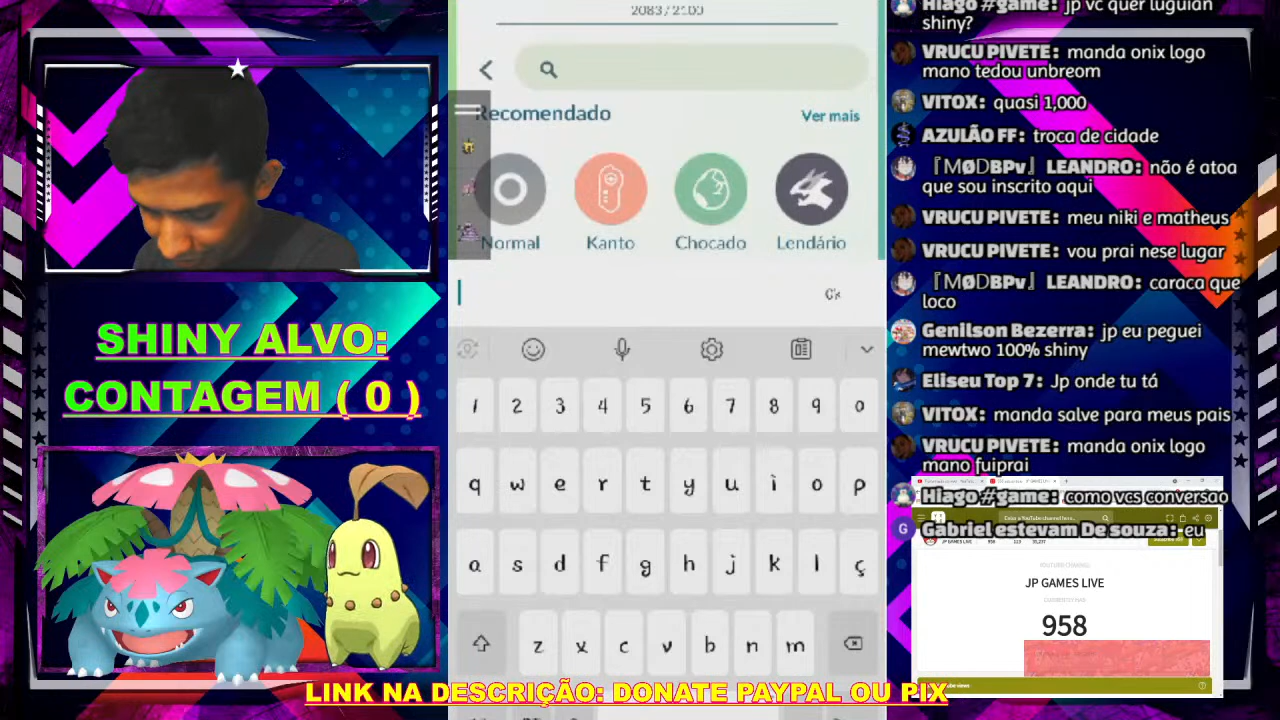 SHINY ALVO:
CONTAGEM ( 0 )
2083 / 2100
Recomendado
Ver mais
Normal
Kanto
Chocado
Lendário
1 2 3 4 5 6 7 8 9 0
q w e r t y u i o p
a s d f g h j k l ç
z x c v b n m
Hiago #game: jp vc quer luguian
shiny?
VRUCU PIVETE: manda onix logo
mano tedou unbreom
VITOX: quasi 1,000
AZULÃO FF: troca de cidade
『MØDBPv』 LEANDRO: não é atoa
que sou inscrito aqui
VRUCU PIVETE: meu niki e matheus
VRUCU PIVETE: vou prai nese lugar
『MØDBPv』 LEANDRO: caraca que
loco
Genilson Bezerra: jp eu peguei
mewtwo 100% shiny
Eliseu Top 7: Jp onde tu tá
VITOX: manda salve para meus pais
VRUCU PIVETE: manda onix logo
mano fuiprai
Hiago #game: como vcs conversao
G
Gabriel estevam De souza: eu
JP GAMES LIVE
JP GAMES LIVE
958
LINK NA DESCRIÇÃO: DONATE PAYPAL OU PIX